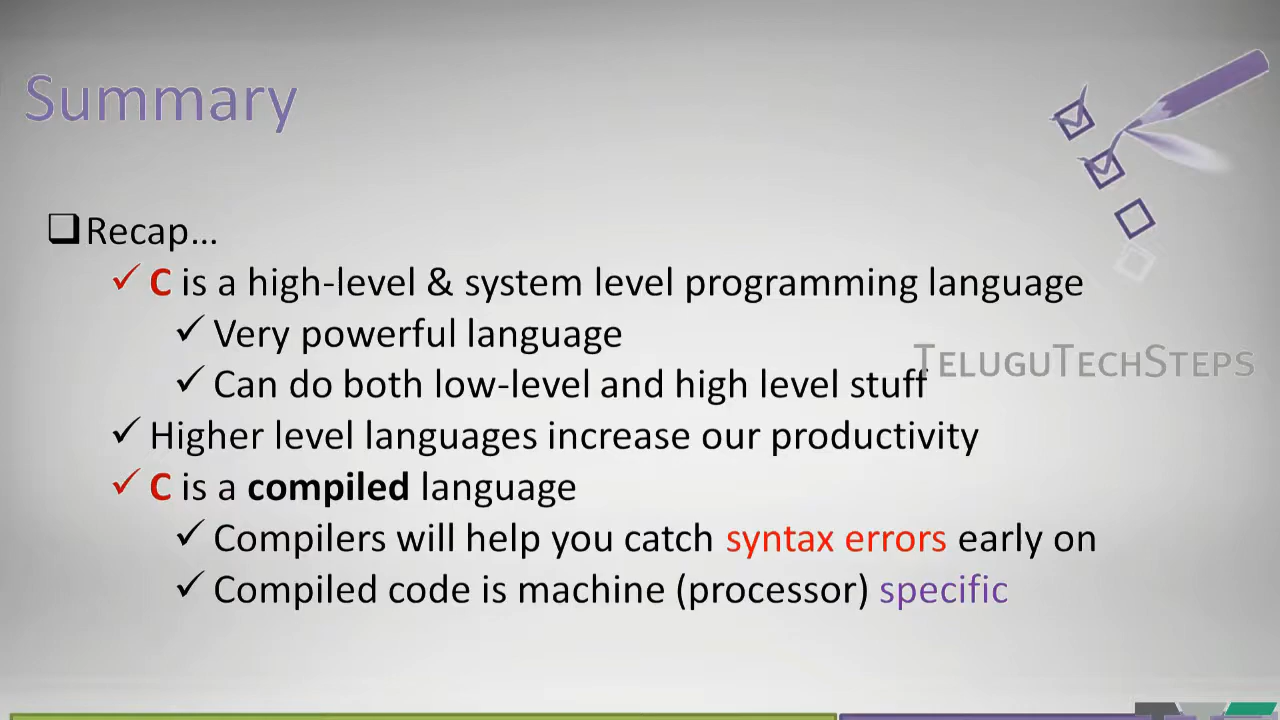 Summary
Recap...
C is a high-level & system level programming language
Very powerful language
TELUGUTECHSTEPS
Can do both low-level and high level stuff
Higher level languages increase our productivity
C is a compiled language
Compilers will help you catch syntax errors early on
Compiled code is machine (processor) specific